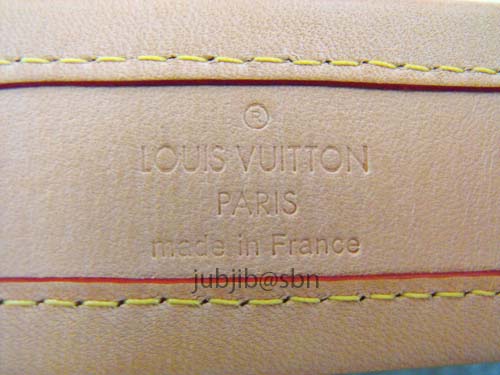 ®
LOUIS VUITTON
PARIS
made in France
jubjib@sbn